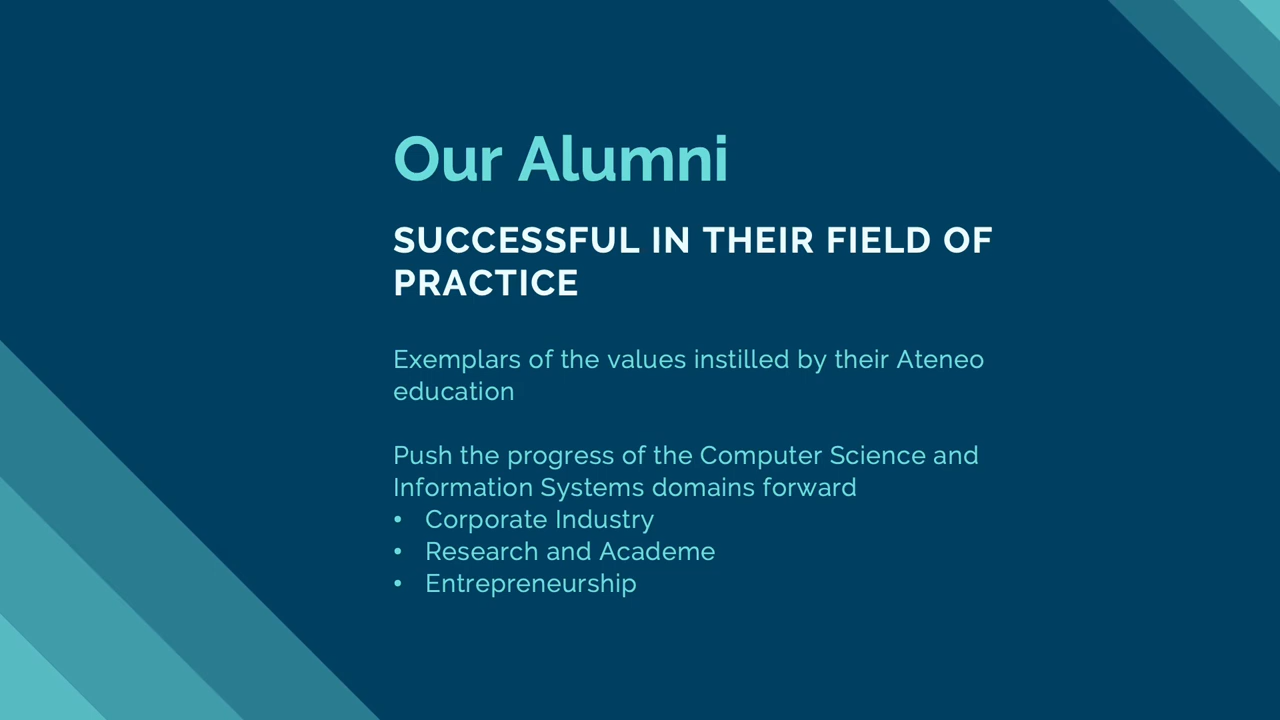 Our Alumni
SUCCESSFUL IN THEIR FIELD OF
PRACTICE
Exemplars of the values instilled by their Ateneo
education
Push the progress of the Computer Science and
Information Systems domains forward
• Corporate Industry
• Research and Academe
• Entrepreneurship